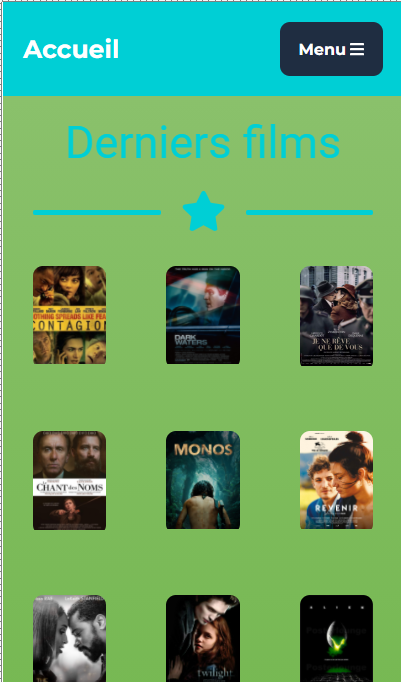 Accueil
Menu
Derniers films
NOTHING SPREADS LIKE FEAR
CONTAGION
DARK
WATERS
JE NE RÊVE
QUE DE VOUS
LE
CHANT des NOMS
MONOS
REVENIR
twilight
ALIEN